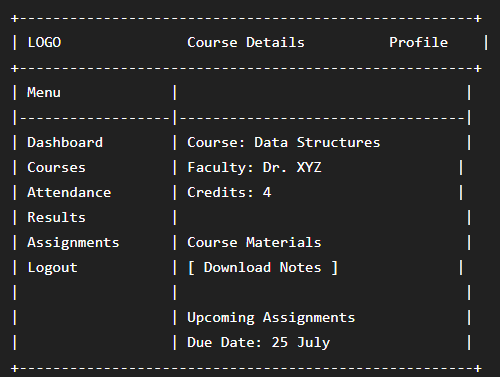 LOGO Course Details Profile
Menu
Dashboard Course: Data Structures
Courses Faculty: Dr. XYZ
Attendance Credits: 4
Results
Assignments Course Materials
Logout [ Download Notes ]
Upcoming Assignments
Due Date: 25 July